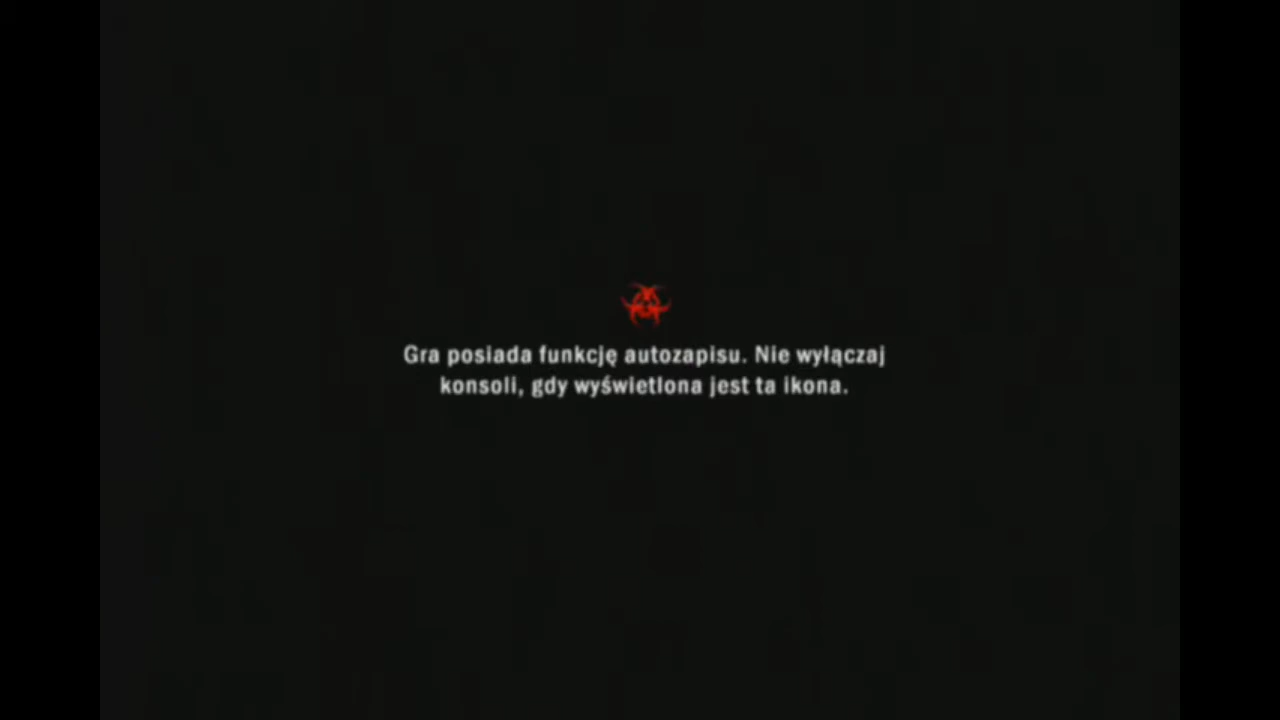 Gra posiada funkcję autozapisu. Nie wyłączaj
konsoli, gdy wyświetlona jest ta ikona.